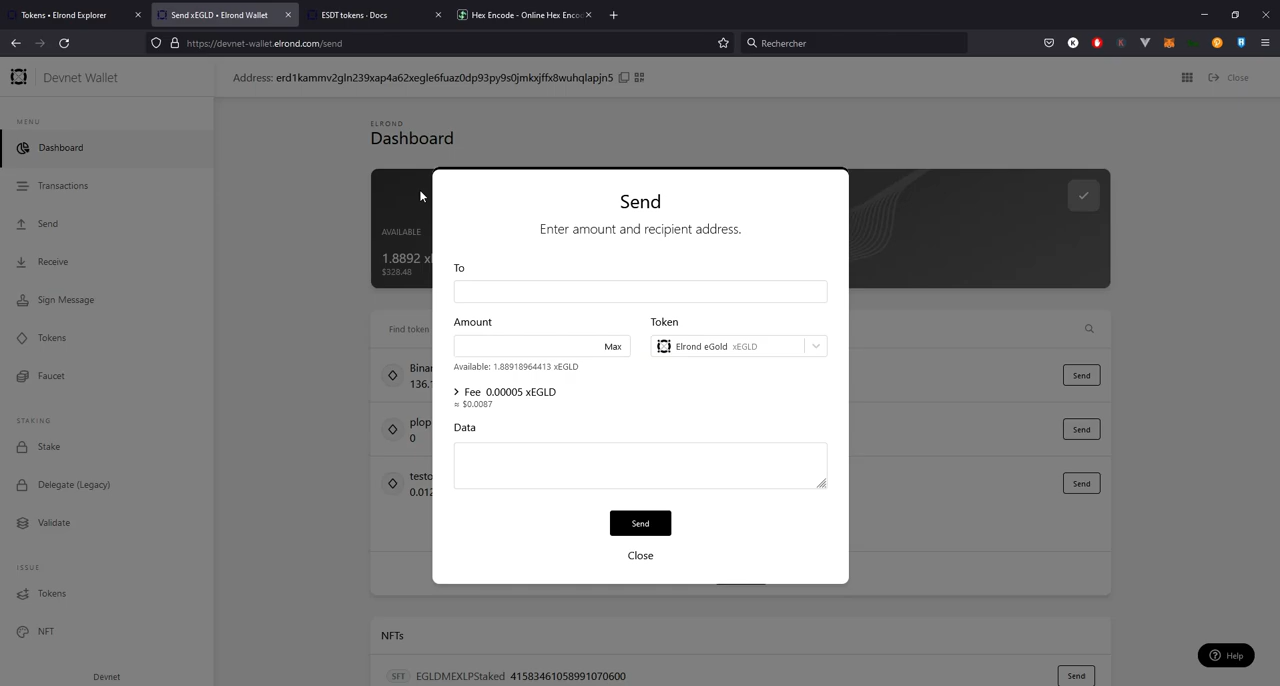 Tokens • Elrond Explorer
Send xEGLD • Elrond Wallet
ESDT tokens - Docs
Hex Encode - Online Hex Enco
https://devnet-wallet.elrond.com/send
Rechercher
Devnet Wallet
Address: erd1kammv2gln239xap4a62xegle6fuaz0dp93py9s0jmkxjffx8wuhqlapjn5
Close
MENU
Dashboard
Transactions
Send
Receive
Sign Message
Tokens
Faucet
STAKING
Stake
Delegate (Legacy)
Validate
ISSUE
Tokens
NFT
Devnet
ELROND
Dashboard
AVAILABLE
1.8892 xE
$328.48
Find token
Binan
136.1
Send
plop
0
Send
testo
0.012
Send
NFTs
SFT EGLDMEXLPStaked 41583461058991070600
Send
Send
Enter amount and recipient address.
To
Amount
Token
Max
Elrond eGold xEGLD
Available: 1.88918964413 xEGLD
Fee 0.00005 xEGLD
≈ $0.0087
Data
Send
Close
Help